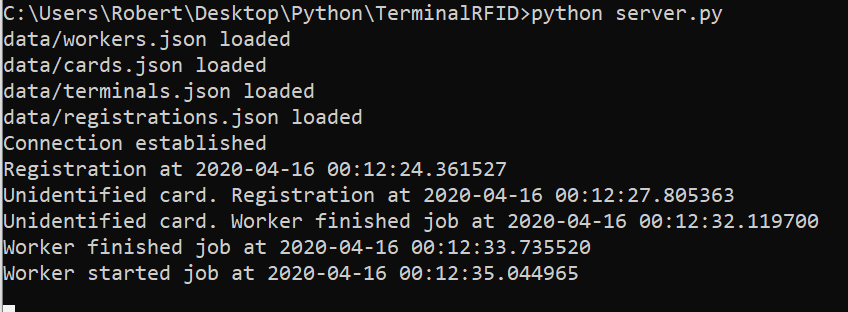 C:\Users\Robert\Desktop\Python\TerminalRFID>python server.py
data/workers.json loaded
data/cards.json loaded
data/terminals.json loaded
data/registrations.json loaded
Connection established
Registration at 2020-04-16 00:12:24.361527
Unidentified card. Registration at 2020-04-16 00:12:27.805363
Unidentified card. Worker finished job at 2020-04-16 00:12:32.119700
Worker finished job at 2020-04-16 00:12:33.735520
Worker started job at 2020-04-16 00:12:35.044965